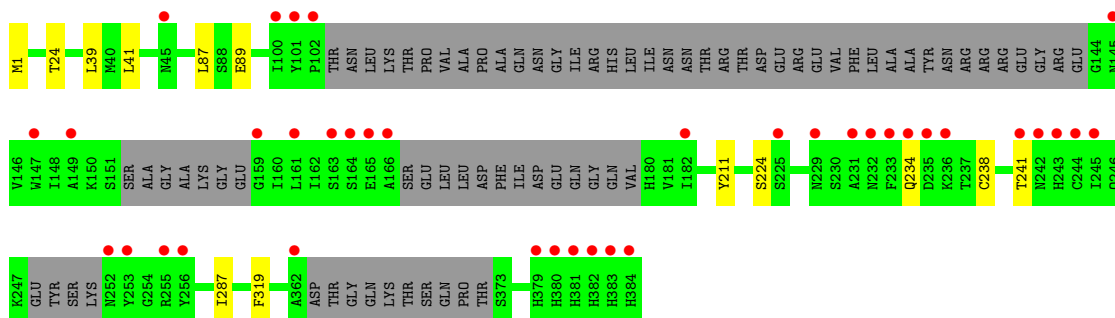 M1 T24 L39 M40 L41 N45 L87 S88 E89 I100 Y101 P102 THR ASN LEU LYS THR PRO VAL ALA PRO ALA GLN ASN GLY ILE ARG HIS LEU ILE ASN ASN THR ARG THR ASP GLU ARG GLU VAL PHE LEU ALA ALA TYR ASN ARG ARG ARG GLU GLY ARG GLU G144 N145
V146 W147 I148 A149 K150 S151 SER ALA GLY ALA LYS GLY GLU G159 I160 L161 I162 S163 S164 E165 A166 SER GLU LEU LEU ASP PHE ILE ASP GLU GLN GLY GLN VAL H180 V181 I182 Y211 S224 S225 N229 S230 A231 N232 F233 Q234 D235 K236 T237 C238 T241 N242 H243 C244 I245
K247 GLU TYR SER LYS N252 Y253 G254 R255 Y256 I287 F319 A362 ASP THR GLY GLN LYS THR SER GLN PRO THR S373 H379 H380 H381 H382 H383 H384